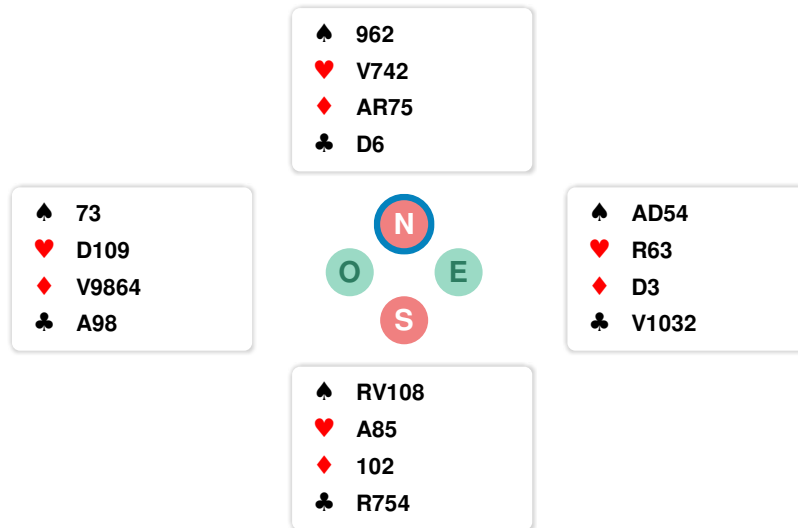 ♠ 962
♥ V742
♦ AR75
♣ D6
♠ 73
♥ D109
♦ V9864
♣ A98
N
O E
S
♠ AD54
♥ R63
♦ D3
♣ V1032
♠ RV108
♥ A85
♦ 102
♣ R754